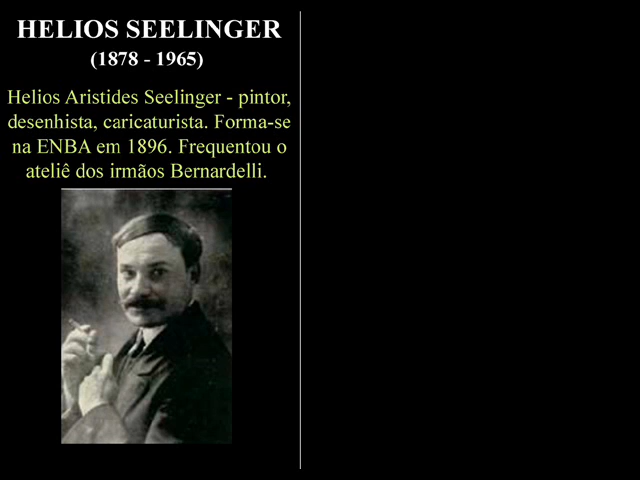 HELIOS SEELINGER
(1878 - 1965)
Helios Aristides Seelinger - pintor,
desenhista, caricaturista. Forma-se
na ENBA em 1896. Frequentou o
ateliê dos irmãos Bernardelli.